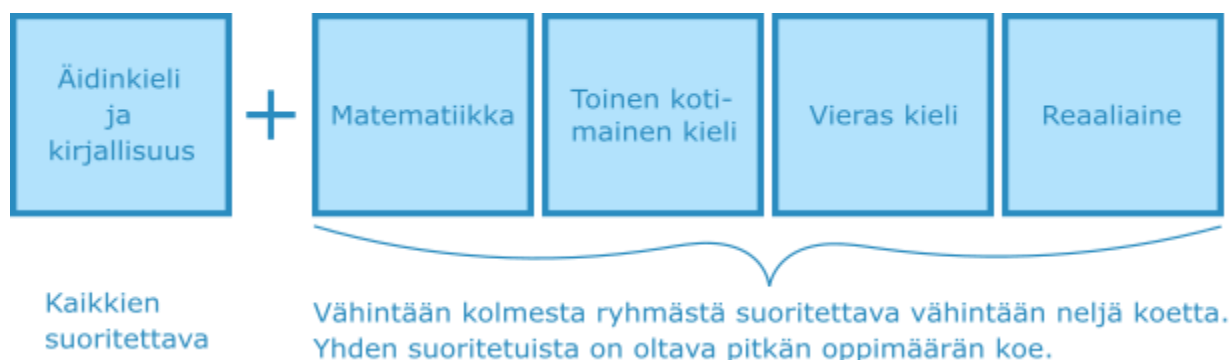 Äidinkieli
ja
kirjallisuus
+
Matematiikka
Toinen koti-
mainen kieli
Vieras kieli
Reaaliaine
Kaikkien
suoritettava
Vähintään kolmesta ryhmästä suoritettava vähintään neljä koetta.
Yhden suoritetuista on oltava pitkän oppimäärän koe.